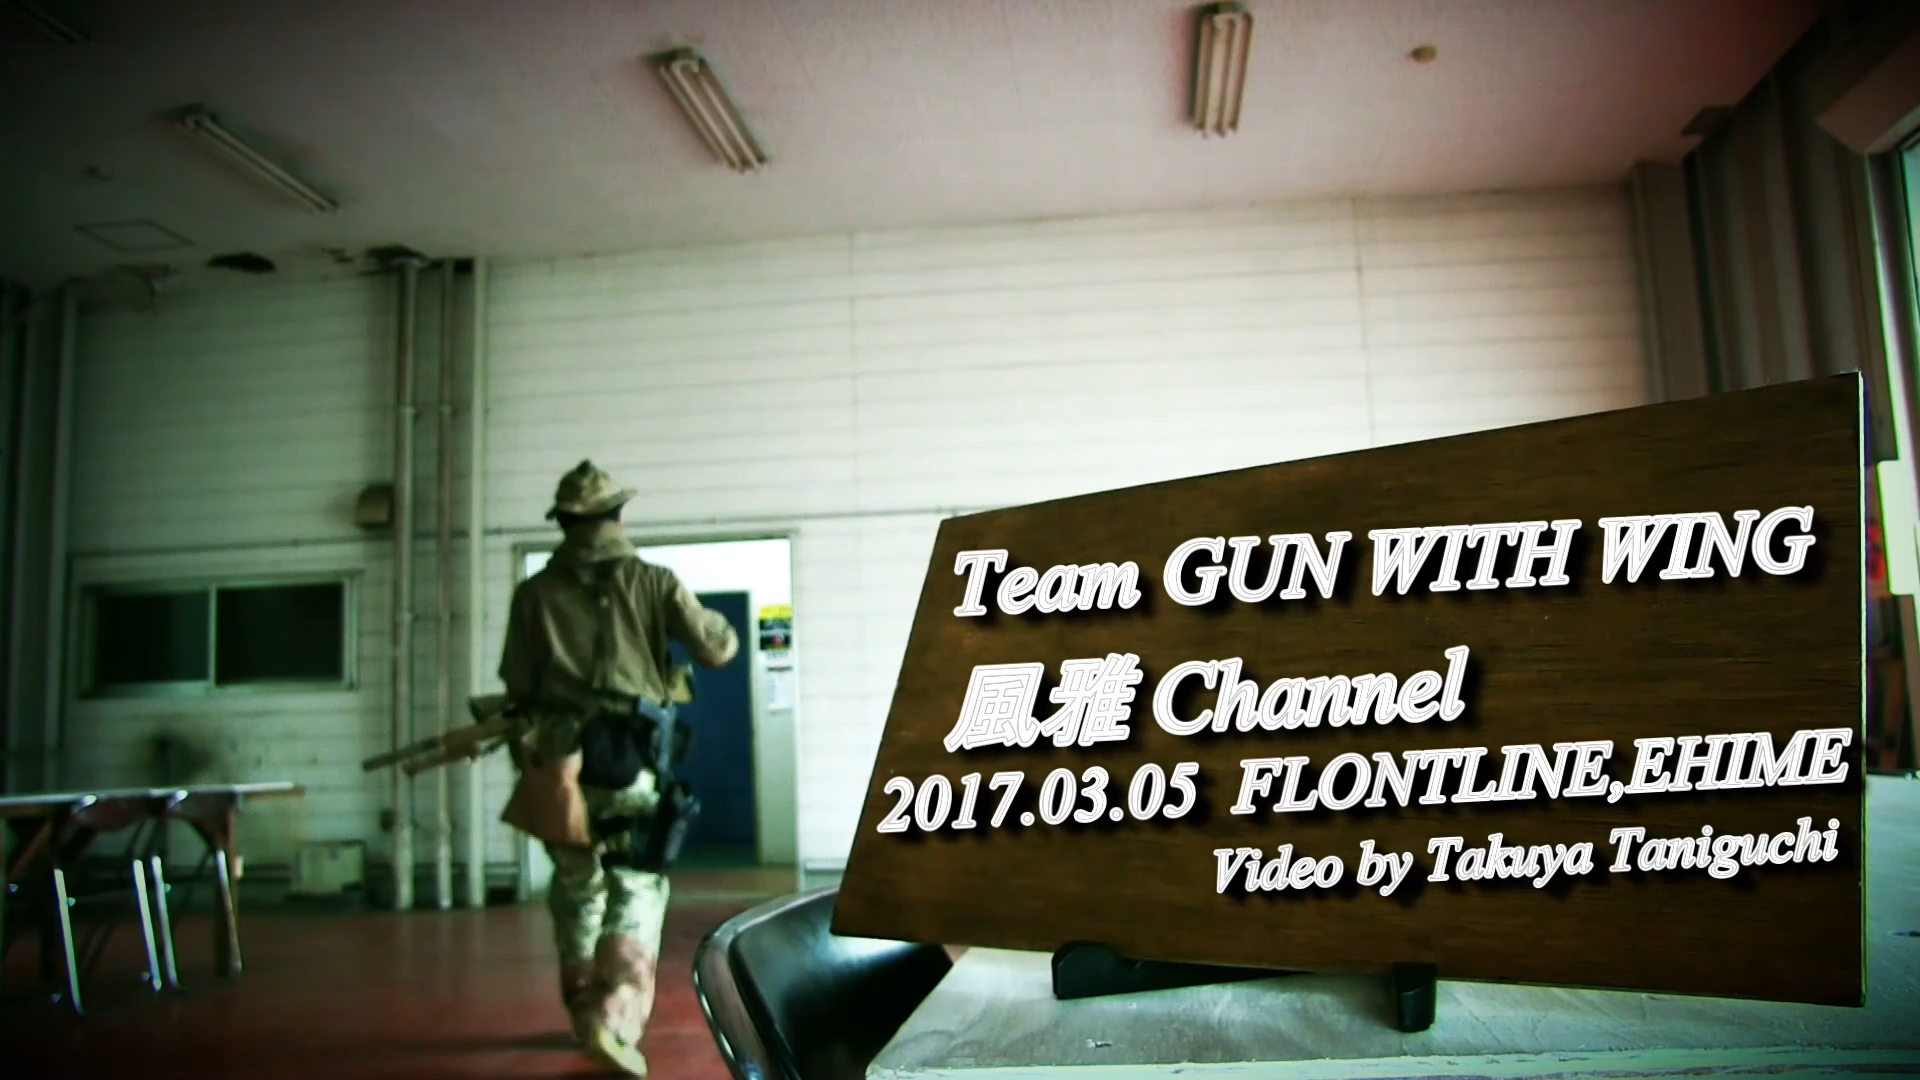 Team GUN WITH WING
風雅 Channel
2017.03.05 FLONTLINE,EHIME
Video by Takuya Taniguchi